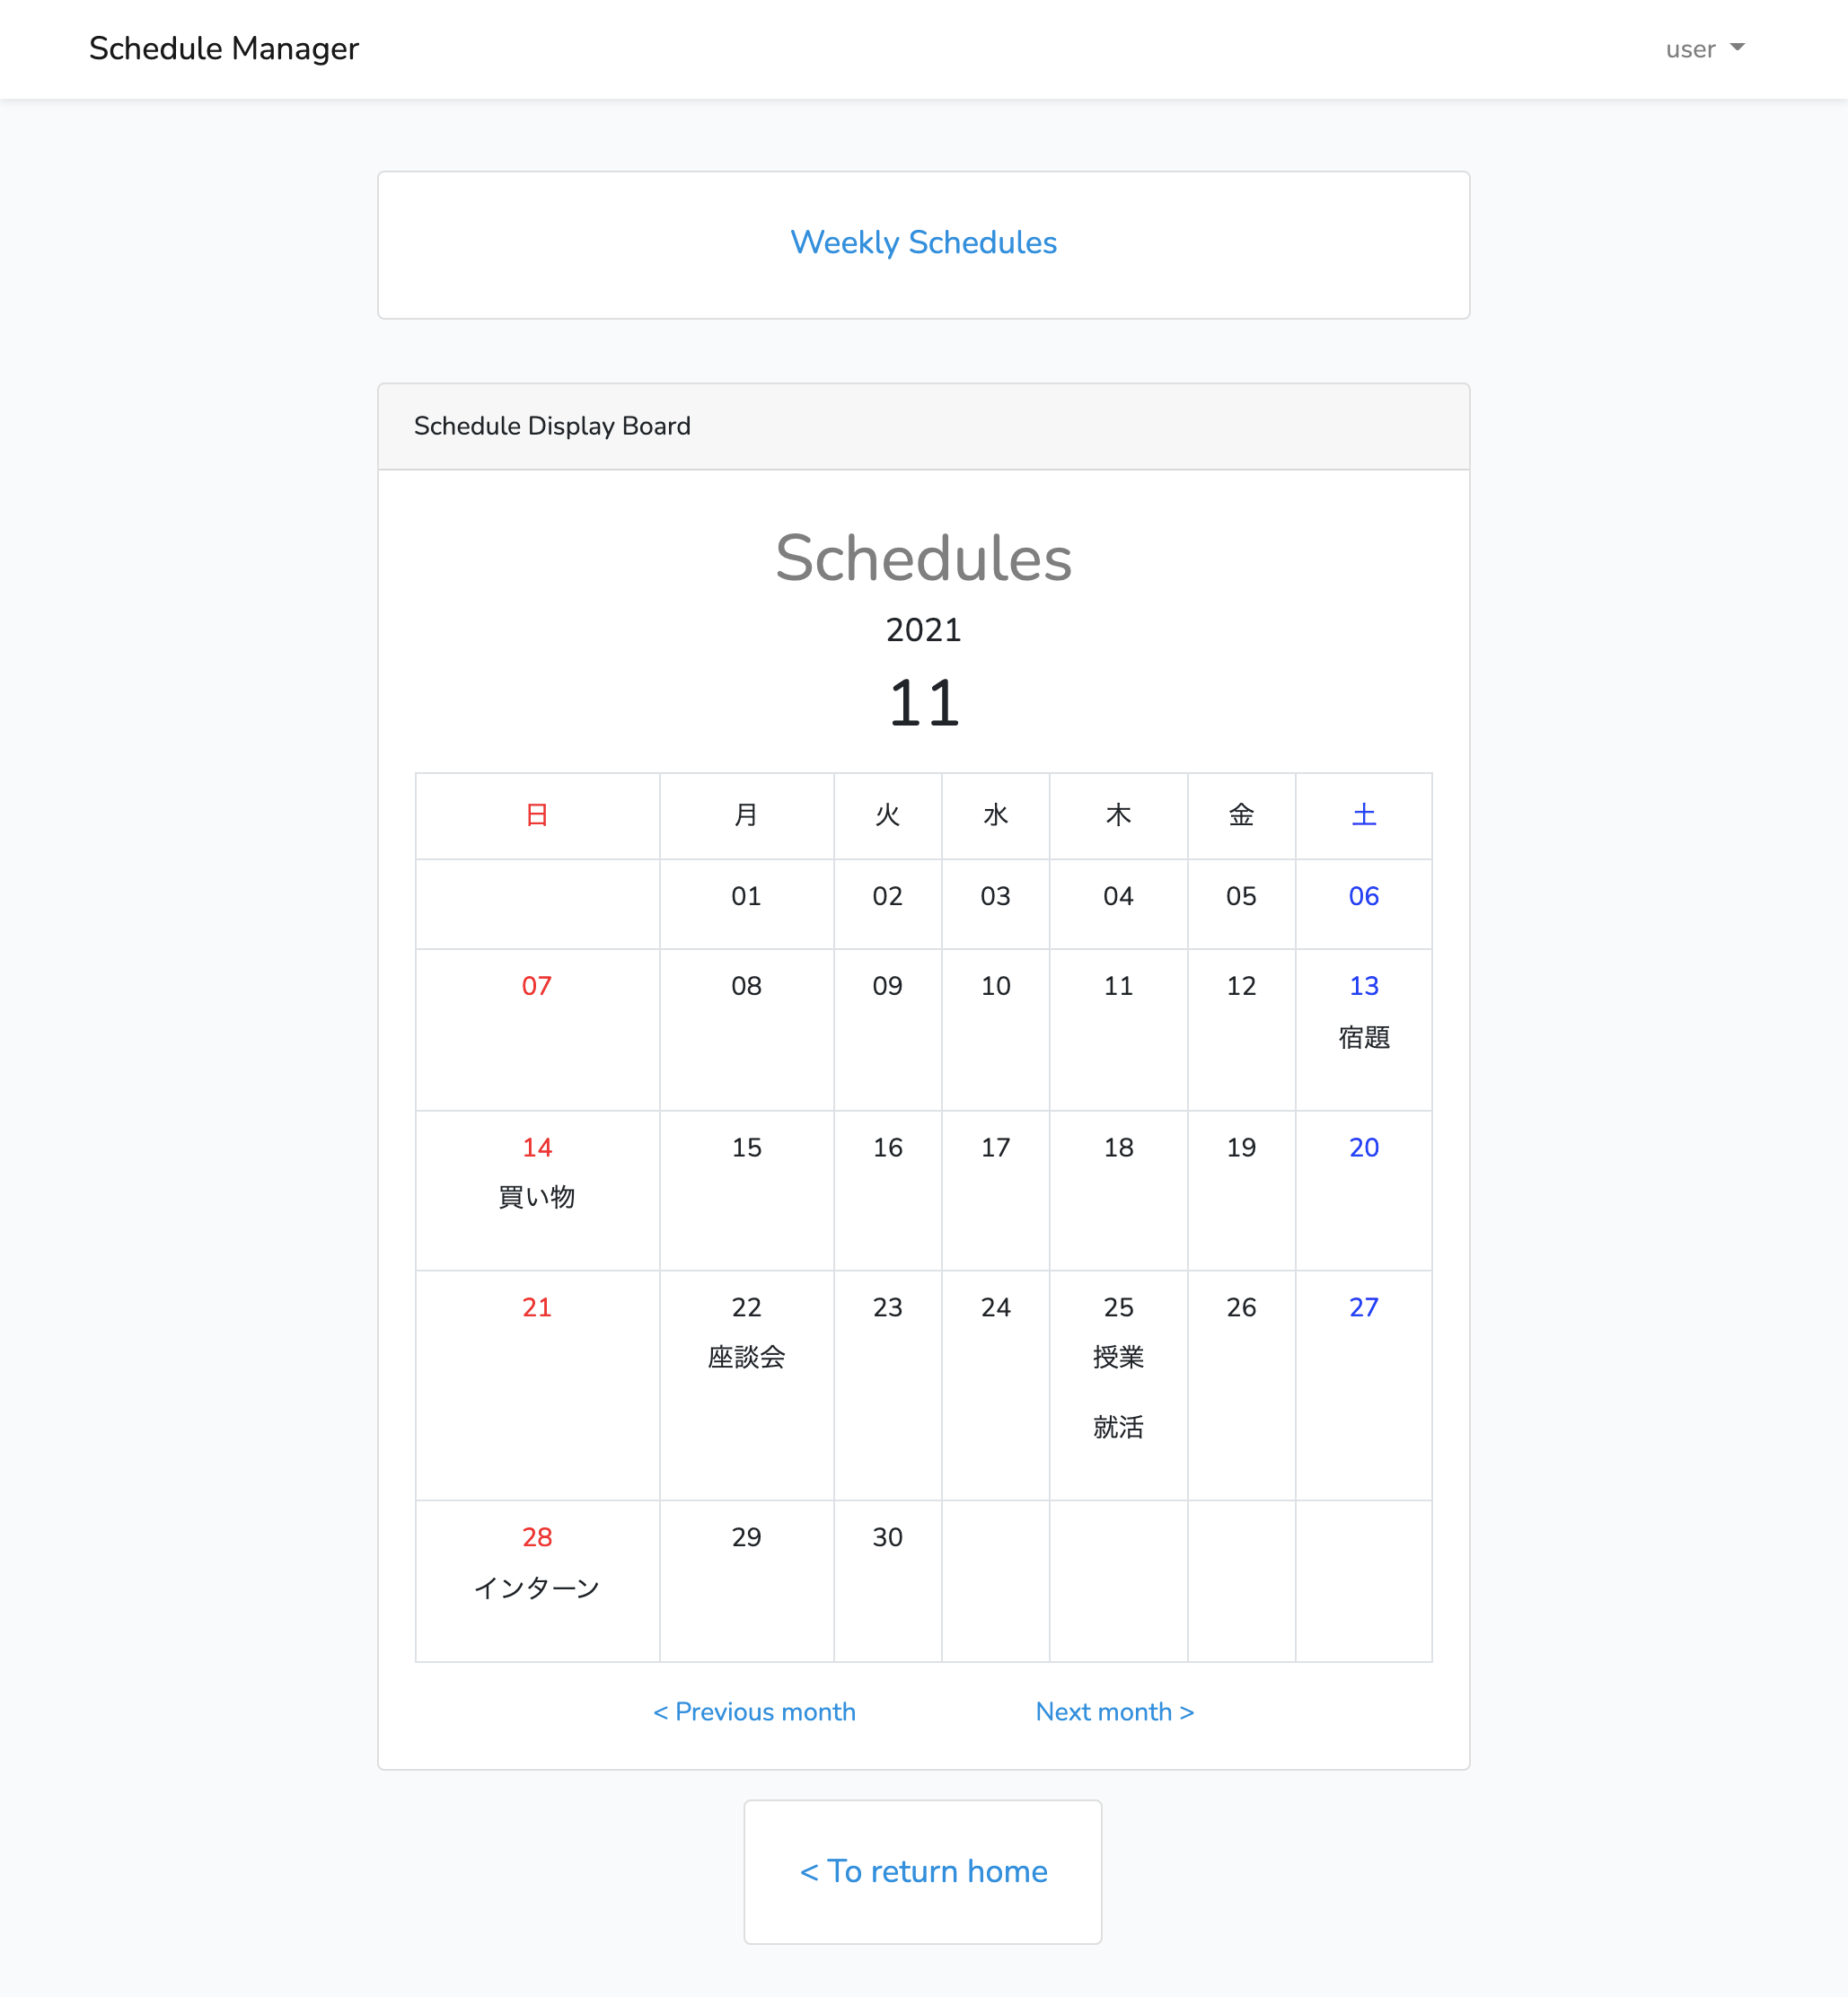 Schedule Manager
user
Weekly Schedules
Schedule Display Board
Schedules
2021
11
日 月 火 水 木 金 土
01 02 03 04 05 06
07 08 09 10 11 12 13
宿題
14 15 16 17 18 19 20
買い物
21 22 23 24 25 26 27
座談会 授業
就活
28 29 30
インターン
< Previous month Next month >
< To return home